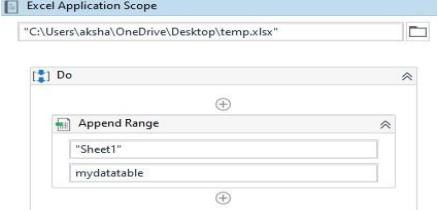 Excel Application Scope
"C:\Users\aksha\OneDrive\Desktop\temp.xlsx"
Do
Append Range
"Sheet1"
mydatatable